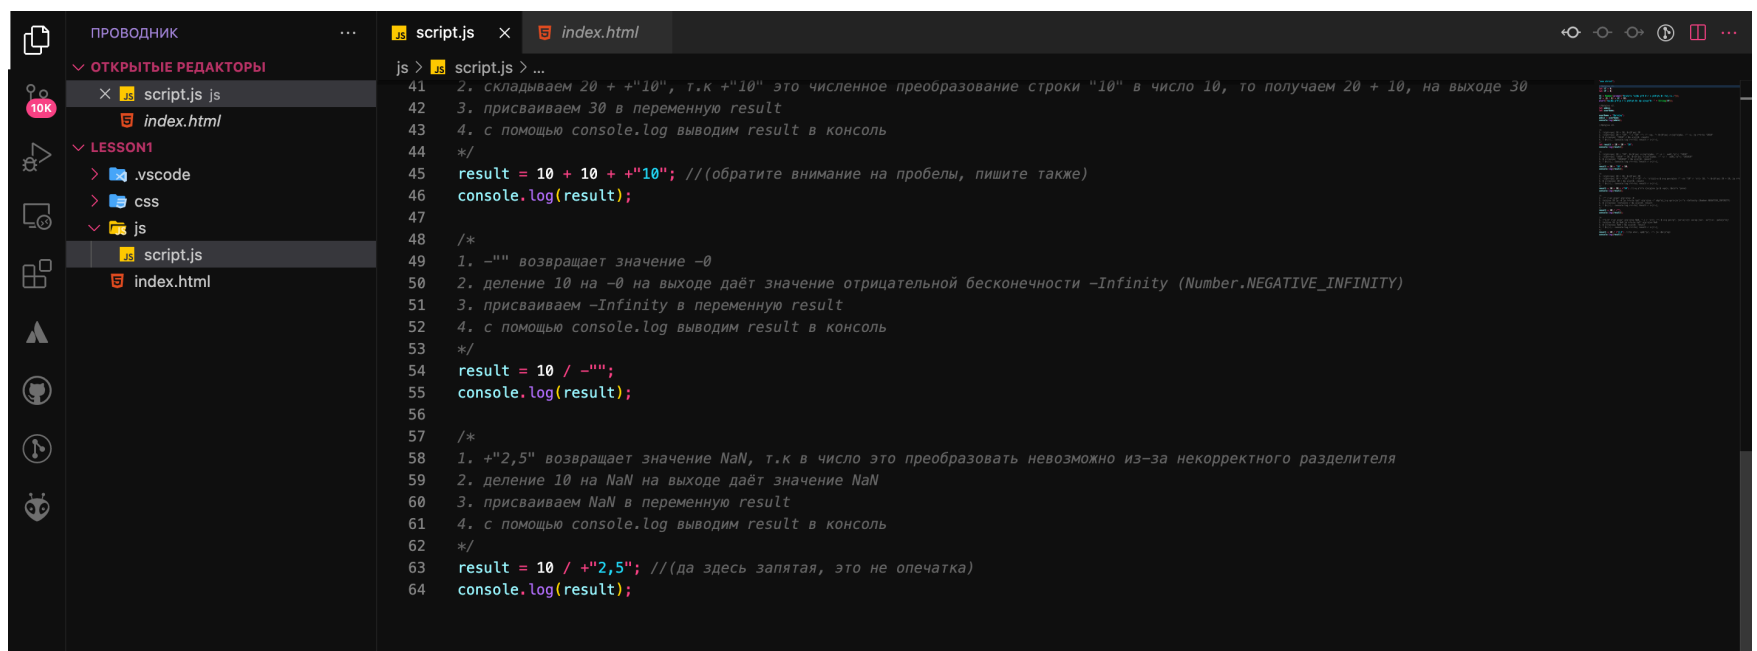 ПРОВОДНИК
ОТКРЫТЫЕ РЕДАКТОРЫ
script.js js
index.html
LESSON1
.vscode
css
js
script.js
index.html
10K
script.js
index.html
js > script.js > ...
41 2. складываем 20 + +"10", т.к +"10" это численное преобразование строки "10" в число 10, то получаем 20 + 10, на выходе 30
42 3. присваиваем 30 в переменную result
43 4. с помощью console.log выводим result в консоль
44 */
45 result = 10 + 10 + +"10"; //(обратите внимание на пробелы, пишите также)
46 console.log(result);
47
48 /*
49 1. -"" возвращает значение -0
50 2. деление 10 на -0 на выходе даёт значение отрицательной бесконечности -Infinity (Number.NEGATIVE_INFINITY)
51 3. присваиваем -Infinity в переменную result
52 4. с помощью console.log выводим result в консоль
53 */
54 result = 10 / -"";
55 console.log(result);
56
57 /*
58 1. +"2,5" возвращает значение NaN, т.к в число это преобразовать невозможно из-за некорректного разделителя
59 2. деление 10 на NaN на выходе даёт значение NaN
60 3. присваиваем NaN в переменную result
61 4. с помощью console.log выводим result в консоль
62 */
63 result = 10 / +"2,5"; //(да здесь запятая, это не опечатка)
64 console.log(result);